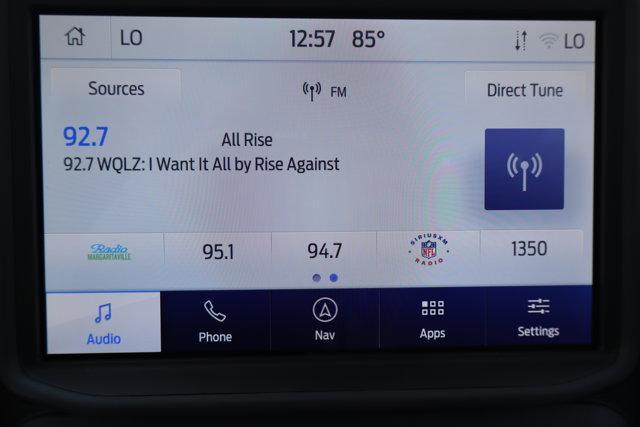 LO 12:57 85° LO
Sources FM Direct Tune
92.7 All Rise
92.7 WQLZ: I Want It All by Rise Against
Radio
MARGARITAVILLE
95.1
94.7
SIRIUSXM
NFL
RADIO
1350
Audio Phone Nav Apps Settings